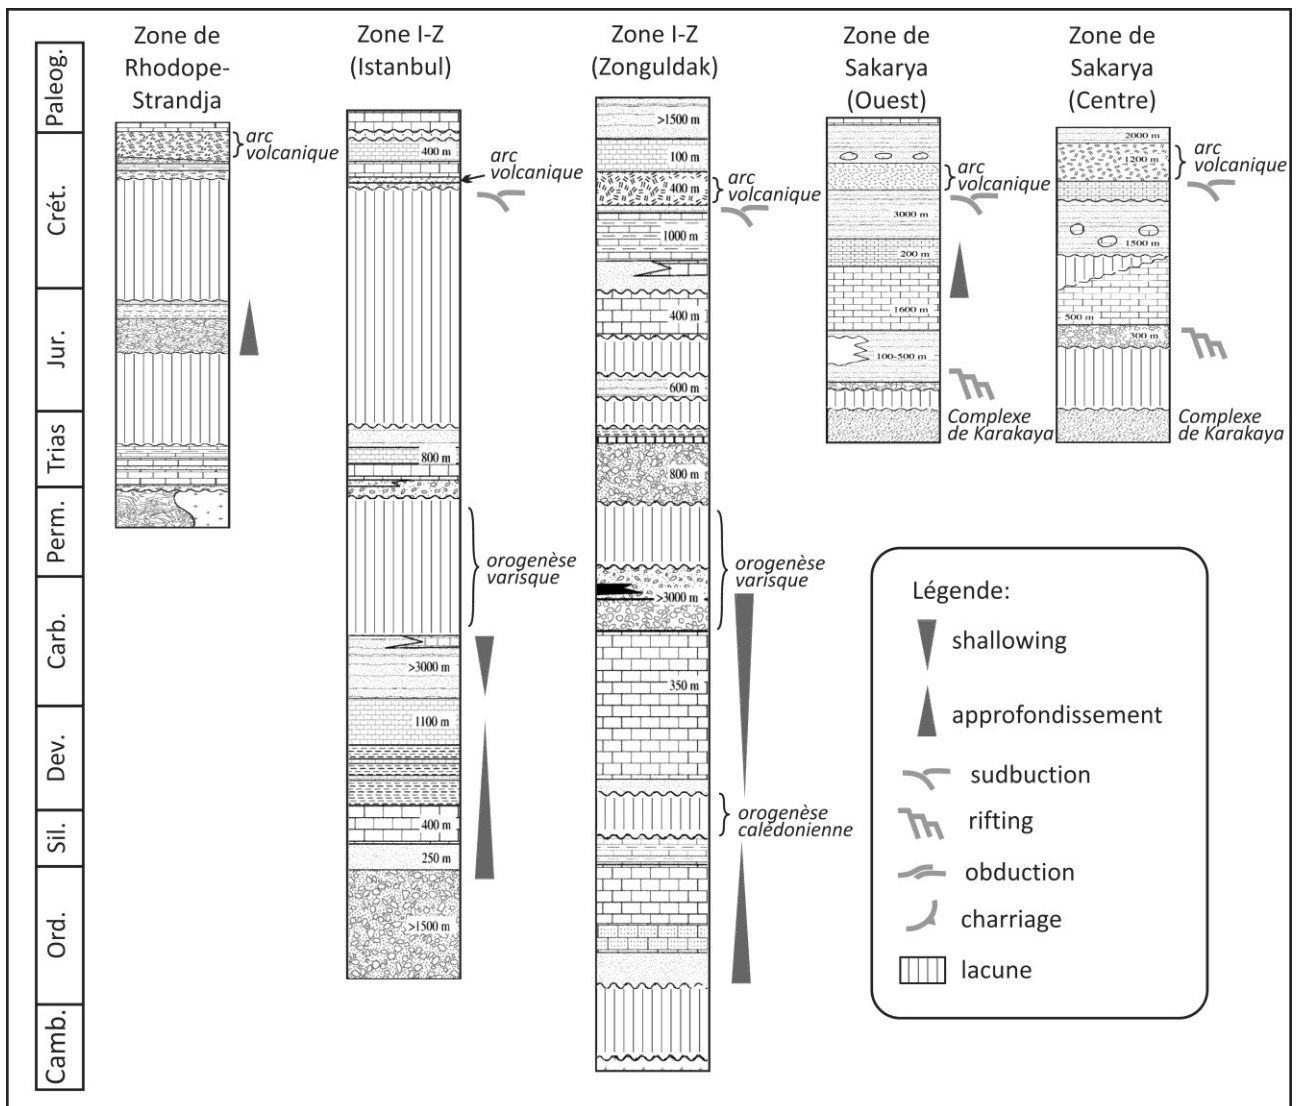 Zone de
Rhodope-
Strandja
Zone I-Z
(Istanbul)
Zone I-Z
(Zonguldak)
Zone de
Sakarya
(Ouest)
Zone de
Sakarya
(Centre)
Paleog.
Crét.
Jur.
Trias
Perm.
Carb.
Dev.
Sil.
Ord.
Camb.
arc
volcanique
400 m
arc
volcanique
800 m
orogenèse
varisque
>3000 m
1100 m
400 m
250 m
>1500 m
>1500 m
100 m
400 m
arc
volcanique
1000 m
400 m
600 m
800 m
orogenèse
varisque
>3000 m
350 m
orogenèse
calédonienne
arc
volcanique
3000 m
200 m
1600 m
100-500 m
Complexe
de Karakaya
2000 m
1200 m
arc
volcanique
1500 m
500 m
300 m
Complexe
de Karakaya
Légende:
shallowing
approfondissement
sudbuction
rifting
obduction
charriage
lacune